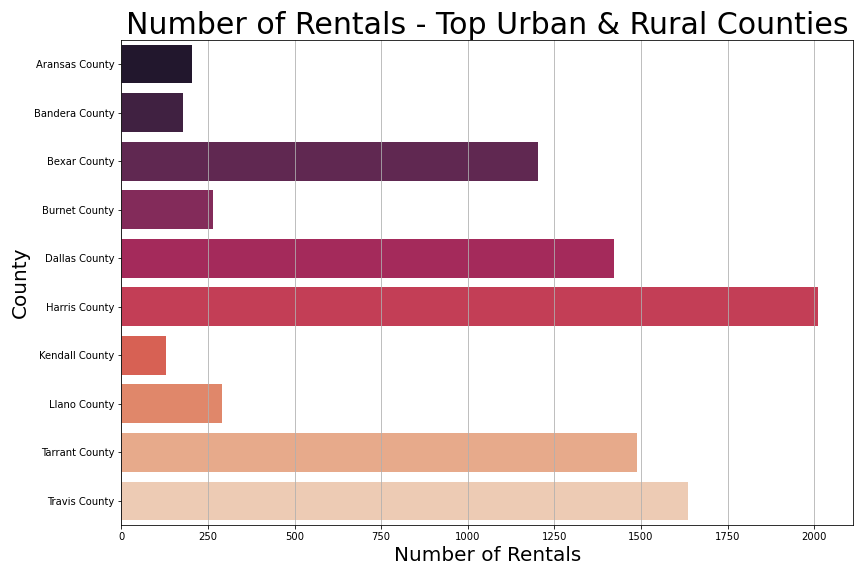 Number of Rentals - Top Urban & Rural Counties
Aransas County
Bandera County
Bexar County
Burnet County
Dallas County
Harris County
Kendall County
Llano County
Tarrant County
Travis County
County
0 250 500 750 1000 1250 1500 1750 2000
Number of Rentals